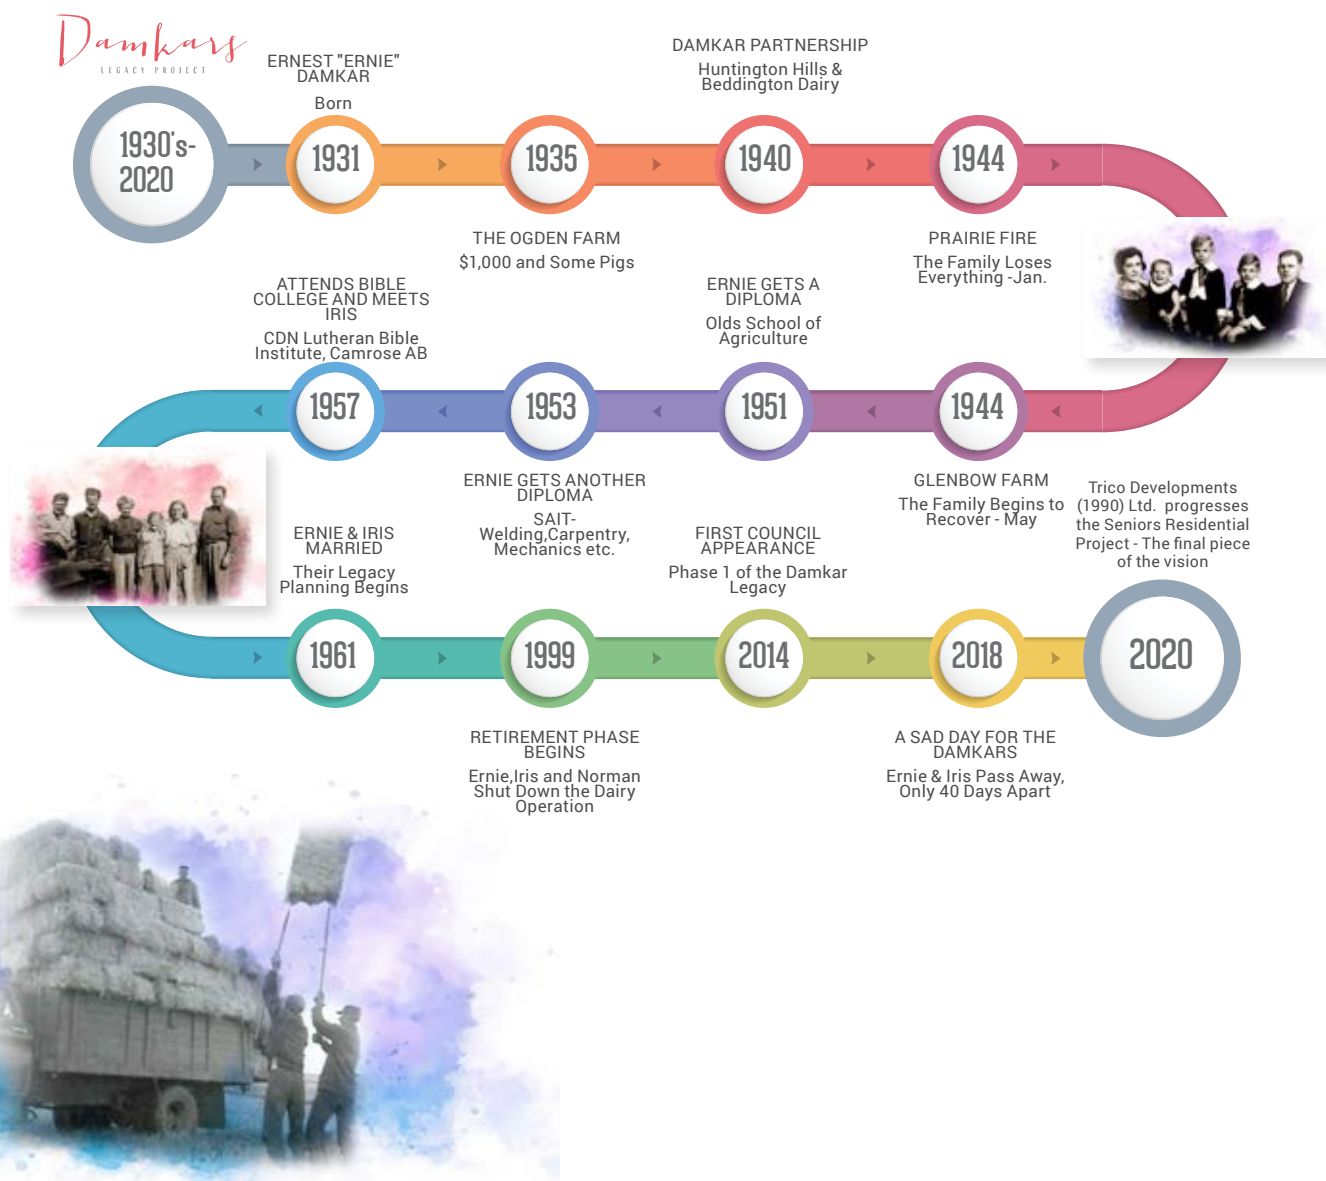 Damkars
LEGACY PROJECT
1930's-
2020
ERNEST "ERNIE"
DAMKAR
Born
1931
1935
THE OGDEN FARM
$1,000 and Some Pigs
DAMKAR PARTNERSHIP
Huntington Hills &
Beddington Dairy
1940
1944
PRAIRIE FIRE
The Family Loses
Everything -Jan.
1944
GLENBOW FARM
The Family Begins to
Recover - May
ERNIE GETS A
DIPLOMA
Olds School of
Agriculture
1951
1953
ERNIE GETS ANOTHER
DIPLOMA
SAIT-
Welding,Carpentry,
Mechanics etc.
ATTENDS BIBLE
COLLEGE AND MEETS
IRIS
CDN Lutheran Bible
Institute, Camrose AB
1957
ERNIE & IRIS
MARRIED
Their Legacy
Planning Begins
1961
1999
RETIREMENT PHASE
BEGINS
Ernie,Iris and Norman
Shut Down the Dairy
Operation
FIRST COUNCIL
APPEARANCE
Phase 1 of the Damkar
Legacy
2014
2018
A SAD DAY FOR THE
DAMKARS
Ernie & Iris Pass Away,
Only 40 Days Apart
Trico Developments
(1990) Ltd.  progresses
the Seniors Residential
Project - The final piece
of the vision
2020